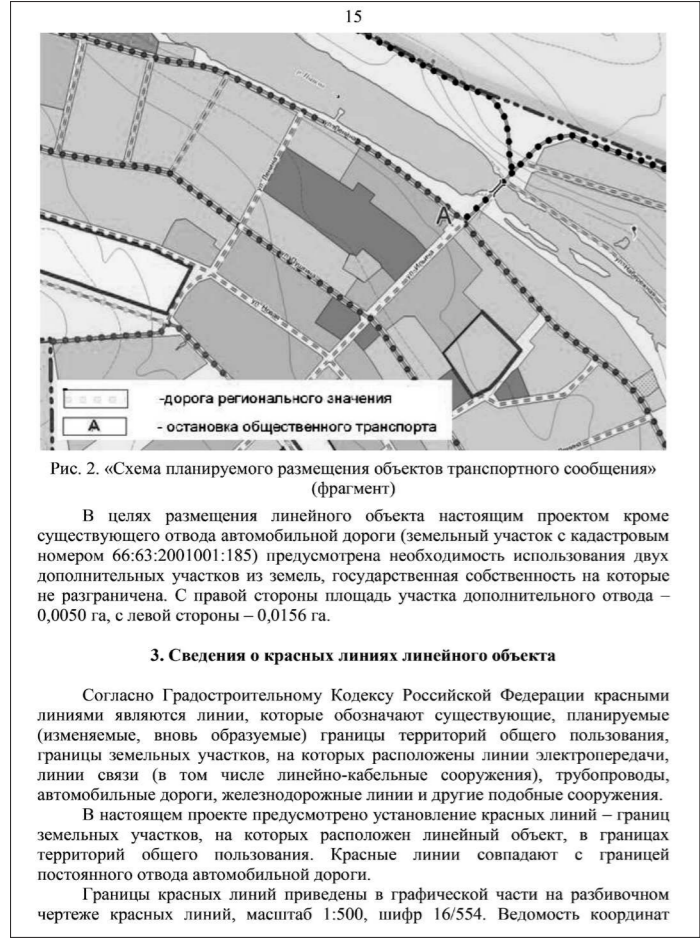 15
ул. Ленина
ул. Ильича
А
-дорога регионального значения
А - остановка общественного транспорта
Рис. 2. «Схема планируемого размещения объектов транспортного сообщения»
(фрагмент)
В целях размещения линейного объекта настоящим проектом кроме
существующего отвода автомобильной дороги (земельный участок с кадастровым
номером 66:63:2001001:185) предусмотрена необходимость использования двух
дополнительных участков из земель, государственная собственность на которые
не разграничена. С правой стороны площадь участка дополнительного отвода –
0,0050 га, с левой стороны – 0,0156 га.
3. Сведения о красных линиях линейного объекта
Согласно Градостроительному Кодексу Российской Федерации красными
линиями являются линии, которые обозначают существующие, планируемые
(изменяемые, вновь образуемые) границы территорий общего пользования,
границы земельных участков, на которых расположены линии электропередачи,
линии связи (в том числе линейно-кабельные сооружения), трубопроводы,
автомобильные дороги, железнодорожные линии и другие подобные сооружения.
В настоящем проекте предусмотрено установление красных линий – границ
земельных участков, на которых расположен линейный объект, в границах
территорий общего пользования. Красные линии совпадают с границей
постоянного отвода автомобильной дороги.
Границы красных линий приведены в графической части на разбивочном
чертеже красных линий, масштаб 1:500, шифр 16/554. Ведомость координат